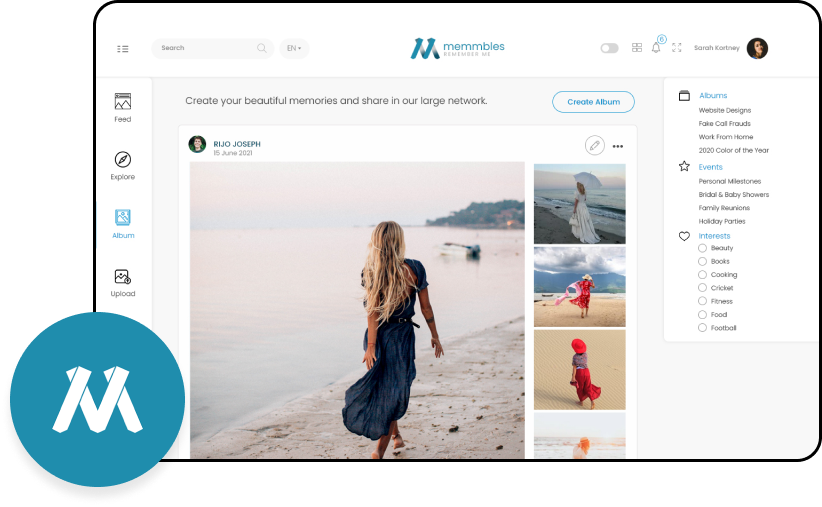 Search
EN
memmbles
REMEMBER ME
6
Sarah Kortney
Feed
Explore
Album
Upload
Create your beautiful memories and share in our large network.
Create Album
RIJO JOSEPH
15 June 2021
Albums
Website Designs
Fake Call Frauds
Work From Home
2020 Color of the Year
Events
Personal Milestones
Bridal & Baby Showers
Family Reunions
Holiday Parties
Interests
Beauty
Books
Cooking
Cricket
Fitness
Food
Football